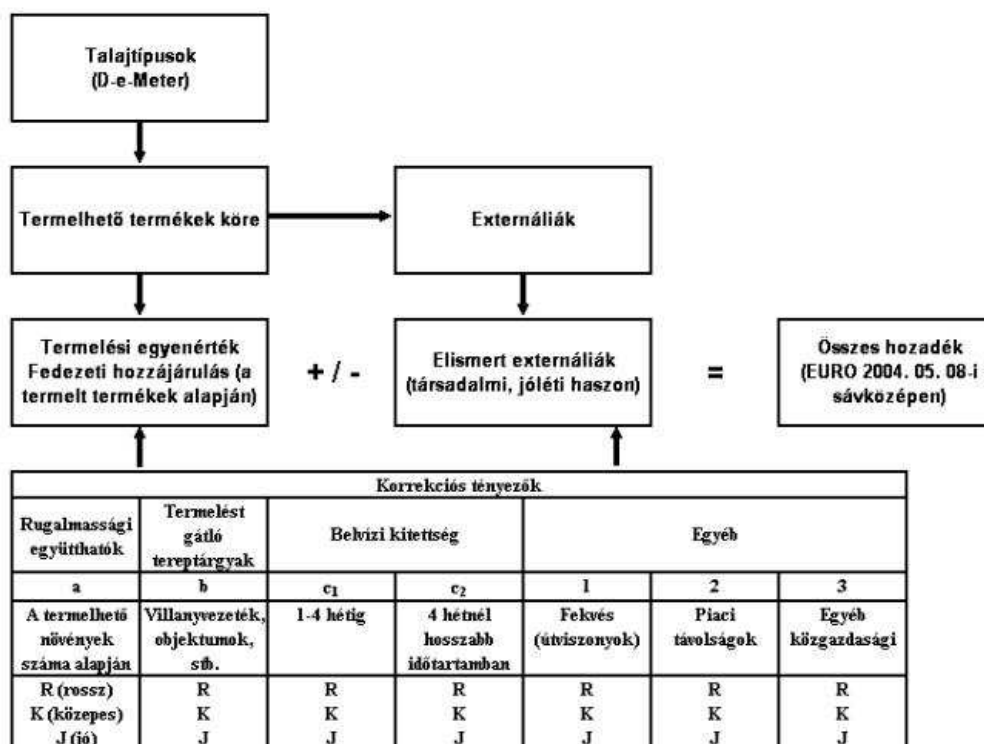 Talajtípusok
(D-e-Meter)
Termelhető termékek köre
Externáliák
Termelési egyenérték
Fedezeti hozzájárulás (a
termelt termékek alapján)
+ / -
Elismert externáliák
(társadalmi, jóléti haszon)
=
Összes hozadék
(EURO 2004. 05. 08-i
sávközépen)
Korrekciós tényezők
Rugalmassági
együtthatók
Termelést
gátló
tereptárgyak
Belvízi kitettség
Egyéb
a b c1 c2 1 2 3
A termelhető
növények
száma alapján
Villanyvezeték,
objektumok,
stb.
1-4 hétig
4 hétnél
hosszabb
időtartamban
Fekvés
(útviszonyok)
Piaci
távolságok
Egyéb
közgazdasági
R (rossz) R R R R R R
K (közepes) K K K K K K
J (jó) J J J J J J